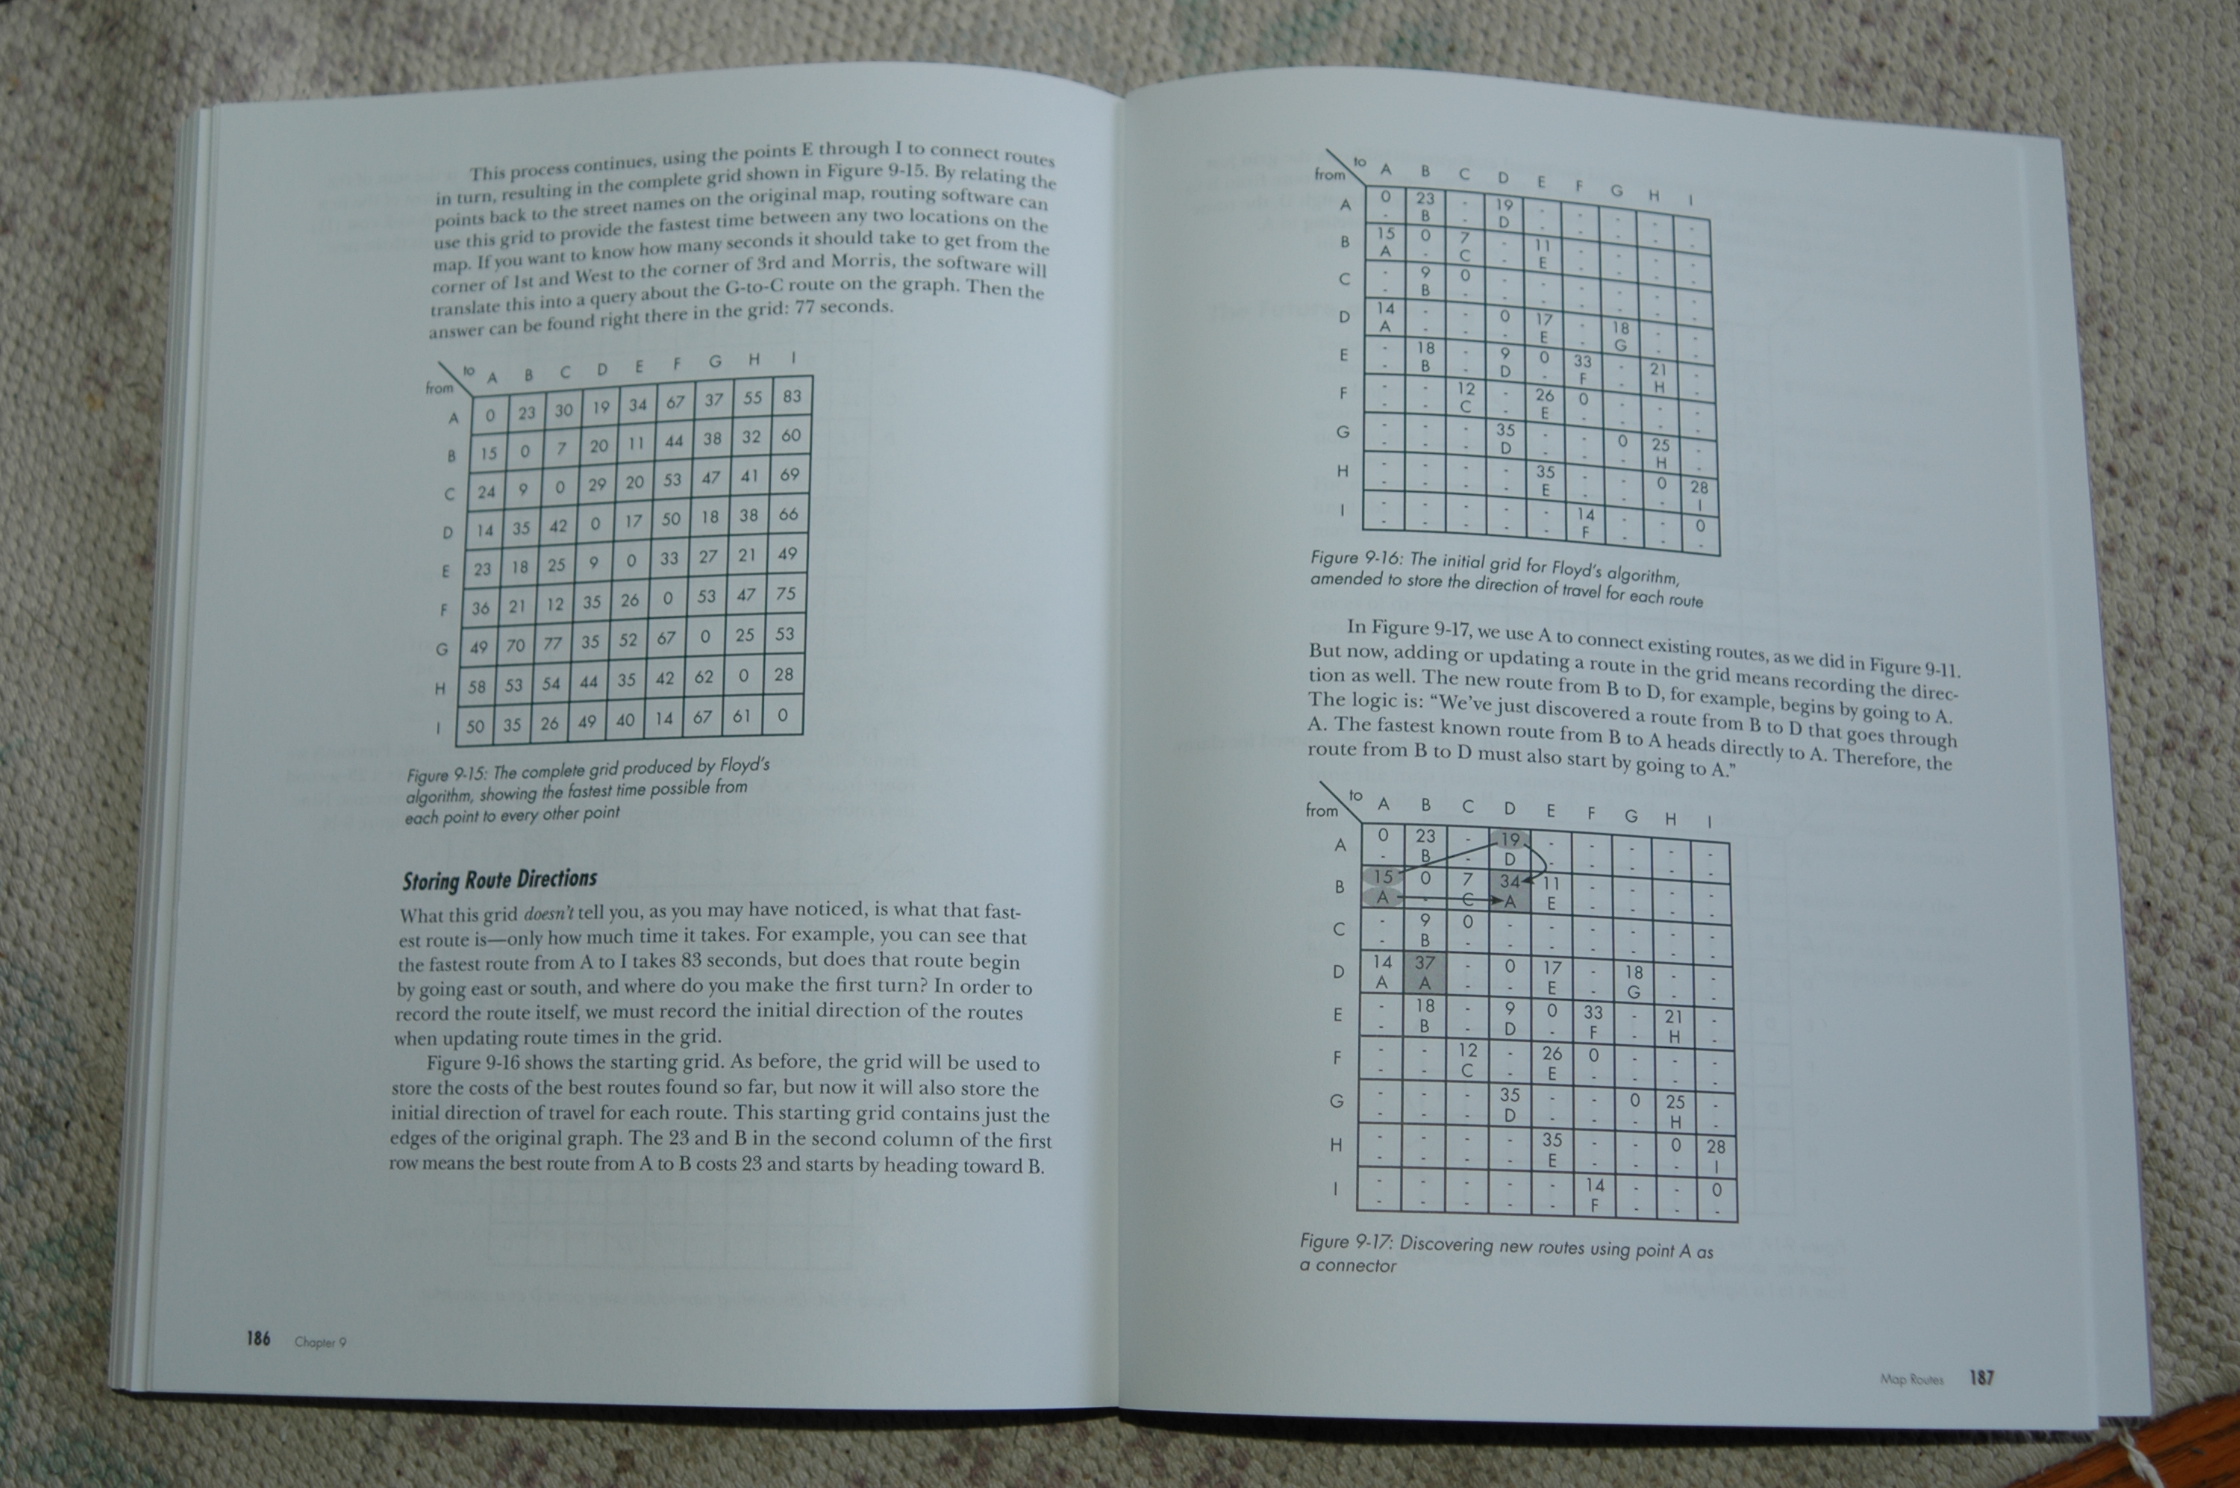 This process continues, using the points E through I to connect routes
in turn, resulting in the complete grid shown in Figure 9-15. By relating the
points back to the street names on the original map, routing software can
use this grid to provide the fastest time between any two locations on the
map. If you want to know how many seconds it should take to get from the
corner of 1st and West to the corner of 3rd and Morris, the software will
translate this into a query about the G-to-C route on the graph. Then the
answer can be found right there in the grid: 77 seconds.
to
from
A B C D E F G H I
A 0 23 30 19 34 67 37 55 83
B 15 0 7 20 11 44 38 32 60
C 24 9 0 29 20 53 47 41 69
D 14 35 42 0 17 50 18 38 66
E 23 18 25 9 0 33 27 21 49
F 36 21 12 35 26 0 53 47 75
G 49 70 77 35 52 67 0 25 53
H 58 53 54 44 35 42 62 0 28
I 50 35 26 49 40 14 67 61 0
Figure 9-15: The complete grid produced by Floyd's
algorithm, showing the fastest time possible from
each point to every other point
Storing Route Directions
What this grid doesn't tell you, as you may have noticed, is what that fast-
est route is—only how much time it takes. For example, you can see that
the fastest route from A to I takes 83 seconds, but does that route begin
by going east or south, and where do you make the first turn? In order to
record the route itself, we must record the initial direction of the routes
when updating route times in the grid.
Figure 9-16 shows the starting grid. As before, the grid will be used to
store the costs of the best routes found so far, but now it will also store the
initial direction of travel for each route. This starting grid contains just the
edges of the original graph. The 23 and B in the second column of the first
row means the best route from A to B costs 23 and starts by heading toward B.
186 Chapter 9
to
from
A B C D E F G H I
A 0 23 - 19 - - - - -
- B - D - - - - -
B 15 0 7 - 11 - - - -
A - C - E - - - -
C - 9 0 - - - - - -
- B - - - - - - -
D 14 - - 0 17 - 18 - -
A - - - E - G - -
E - 18 - 9 0 33 - 21 -
- B - D - F - H -
F - - 12 - 26 0 - - -
- - C - E - - - -
G - - - 35 - - 0 25 -
- - - D - - - H -
H - - - - 35 - - 0 28
- - - - E - - - I
I - - - - - 14 - - 0
- - - - - F - - -
Figure 9-16: The initial grid for Floyd's algorithm,
amended to store the direction of travel for each route
In Figure 9-17, we use A to connect existing routes, as we did in Figure 9-11.
But now, adding or updating a route in the grid means recording the direc-
tion as well. The new route from B to D, for example, begins by going to A.
The logic is: “We've just discovered a route from B to D that goes through
A. The fastest known route from B to A heads directly to A. Therefore, the
route from B to D must also start by going to A.”
to
from
A B C D E F G H I
A 0 23 - 19 - - - - -
- B - D - - - - -
B 15 0 7 34 11 - - - -
A - C A E - - - -
C - 9 0 - - - - - -
- B - - - - - - -
D 14 37 - 0 17 - 18 - -
A A - - E - G - -
E - 18 - 9 0 33 - 21 -
- B - D - F - H -
F - - 12 - 26 0 - - -
- - C - E - - - -
G - - - 35 - - 0 25 -
- - - D - - - H -
H - - - - 35 - - 0 28
- - - - E - - - I
I - - - - - 14 - - 0
- - - - - F - - -
Figure 9-17: Discovering new routes using point A as
a connector
Map Routes 187